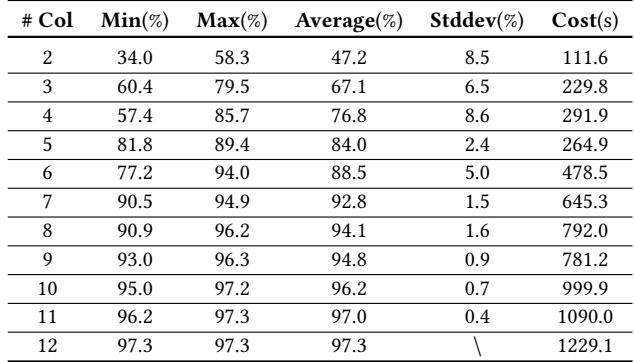 # Col Min(%) Max(%) Average(%) Stddev(%) Cost(s)
2 34.0 58.3 47.2 8.5 111.6
3 60.4 79.5 67.1 6.5 229.8
4 57.4 85.7 76.8 8.6 291.9
5 81.8 89.4 84.0 2.4 264.9
6 77.2 94.0 88.5 5.0 478.5
7 90.5 94.9 92.8 1.5 645.3
8 90.9 96.2 94.1 1.6 792.0
9 93.0 96.3 94.8 0.9 781.2
10 95.0 97.2 96.2 0.7 999.9
11 96.2 97.3 97.0 0.4 1090.0
12 97.3 97.3 97.3 \ 1229.1